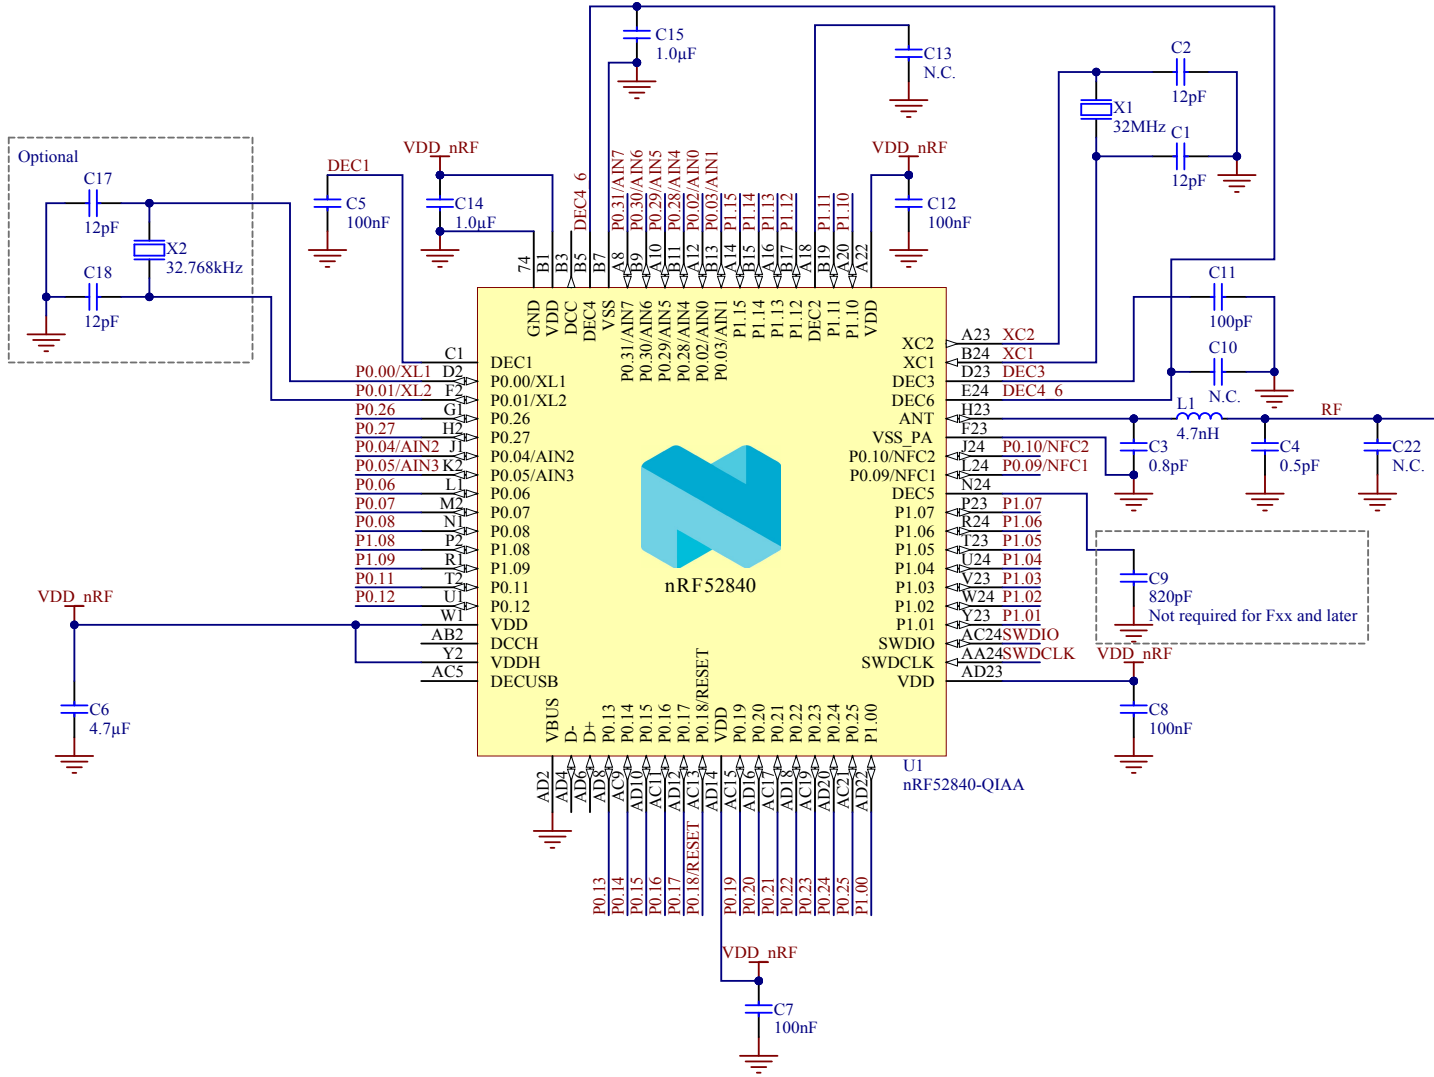 C15
1.0µF
C13
N.C.
C2
12pF
X1
32MHz
C1
12pF
Optional
C17
12pF
X2
32.768kHz
C18
12pF
DEC1
C5
100nF
VDD_nRF
C14
1.0µF
DEC4_6
P0.31/AIN7
P0.30/AIN6
P0.29/AIN5
P0.28/AIN4
P0.02/AIN0
P0.03/AIN1
P1.15
P1.14
P1.13
P1.12
P1.11
P1.10
VDD_nRF
C12
100nF
74
B1
B3
B5
B7
A8
B9
A10
B11
A12
B13
A14
B15
A16
B17
A18
B19
A20
A22
GND
VDD
DCC
DEC4
VSS
P0.31/AIN7
P0.30/AIN6
P0.29/AIN5
P0.28/AIN4
P0.02/AIN0
P0.03/AIN1
P1.15
P1.14
P1.13
P1.12
DEC2
P1.11
P1.10
VDD
C11
100pF
C10
N.C.
C1 DEC1
P0.00/XL1 D2 P0.00/XL1
P0.01/XL2 F2 P0.01/XL2
P0.26 G1 P0.26
P0.27 H2 P0.27
P0.04/AIN2 J1 P0.04/AIN2
P0.05/AIN3 K2 P0.05/AIN3
P0.06 L1 P0.06
P0.07 M2 P0.07
P0.08 N1 P0.08
P1.08 P2 P1.08
P1.09 R1 P1.09
P0.11 T2 P0.11
P0.12 U1 P0.12
W1 VDD
AB2 DCCH
Y2 VDDH
AC5 DECUSB
VDD_nRF
C6
4.7µF
nRF52840
XC2 A23 XC2
XC1 B24 XC1
DEC3 D23 DEC3
DEC6 E24 DEC4_6
ANT H23
VSS_PA F23
P0.10/NFC2 J24 P0.10/NFC2
P0.09/NFC1 L24 P0.09/NFC1
DEC5 N24
P1.07 P23 P1.07
P1.06 R24 P1.06
P1.05 T23 P1.05
P1.04 U24 P1.04
P1.03 V23 P1.03
P1.02 W24 P1.02
P1.01 Y23 P1.01
SWDIO AC24 SWDIO
SWDCLK AA24 SWDCLK
VDD AD23
L1
4.7nH
RF
C3
0.8pF
C4
0.5pF
C22
N.C.
C9
820pF
Not required for Fxx and later
VDD_nRF
C8
100nF
VBUS
D-
D+
P0.13
P0.14
P0.15
P0.16
P0.17
P0.18/RESET
VDD
P0.19
P0.20
P0.21
P0.22
P0.23
P0.24
P0.25
P1.00
U1
nRF52840-QIAA
AD2
AD4
AD6
AD8
AC9
AD10
AC11
AD12
AC13
AD14
AC15
AD16
AC17
AD18
AC19
AD20
AC21
AD22
P0.13
P0.14
P0.15
P0.16
P0.17
P0.18/RESET
P0.19
P0.20
P0.21
P0.22
P0.23
P0.24
P0.25
P1.00
VDD_nRF
C7
100nF